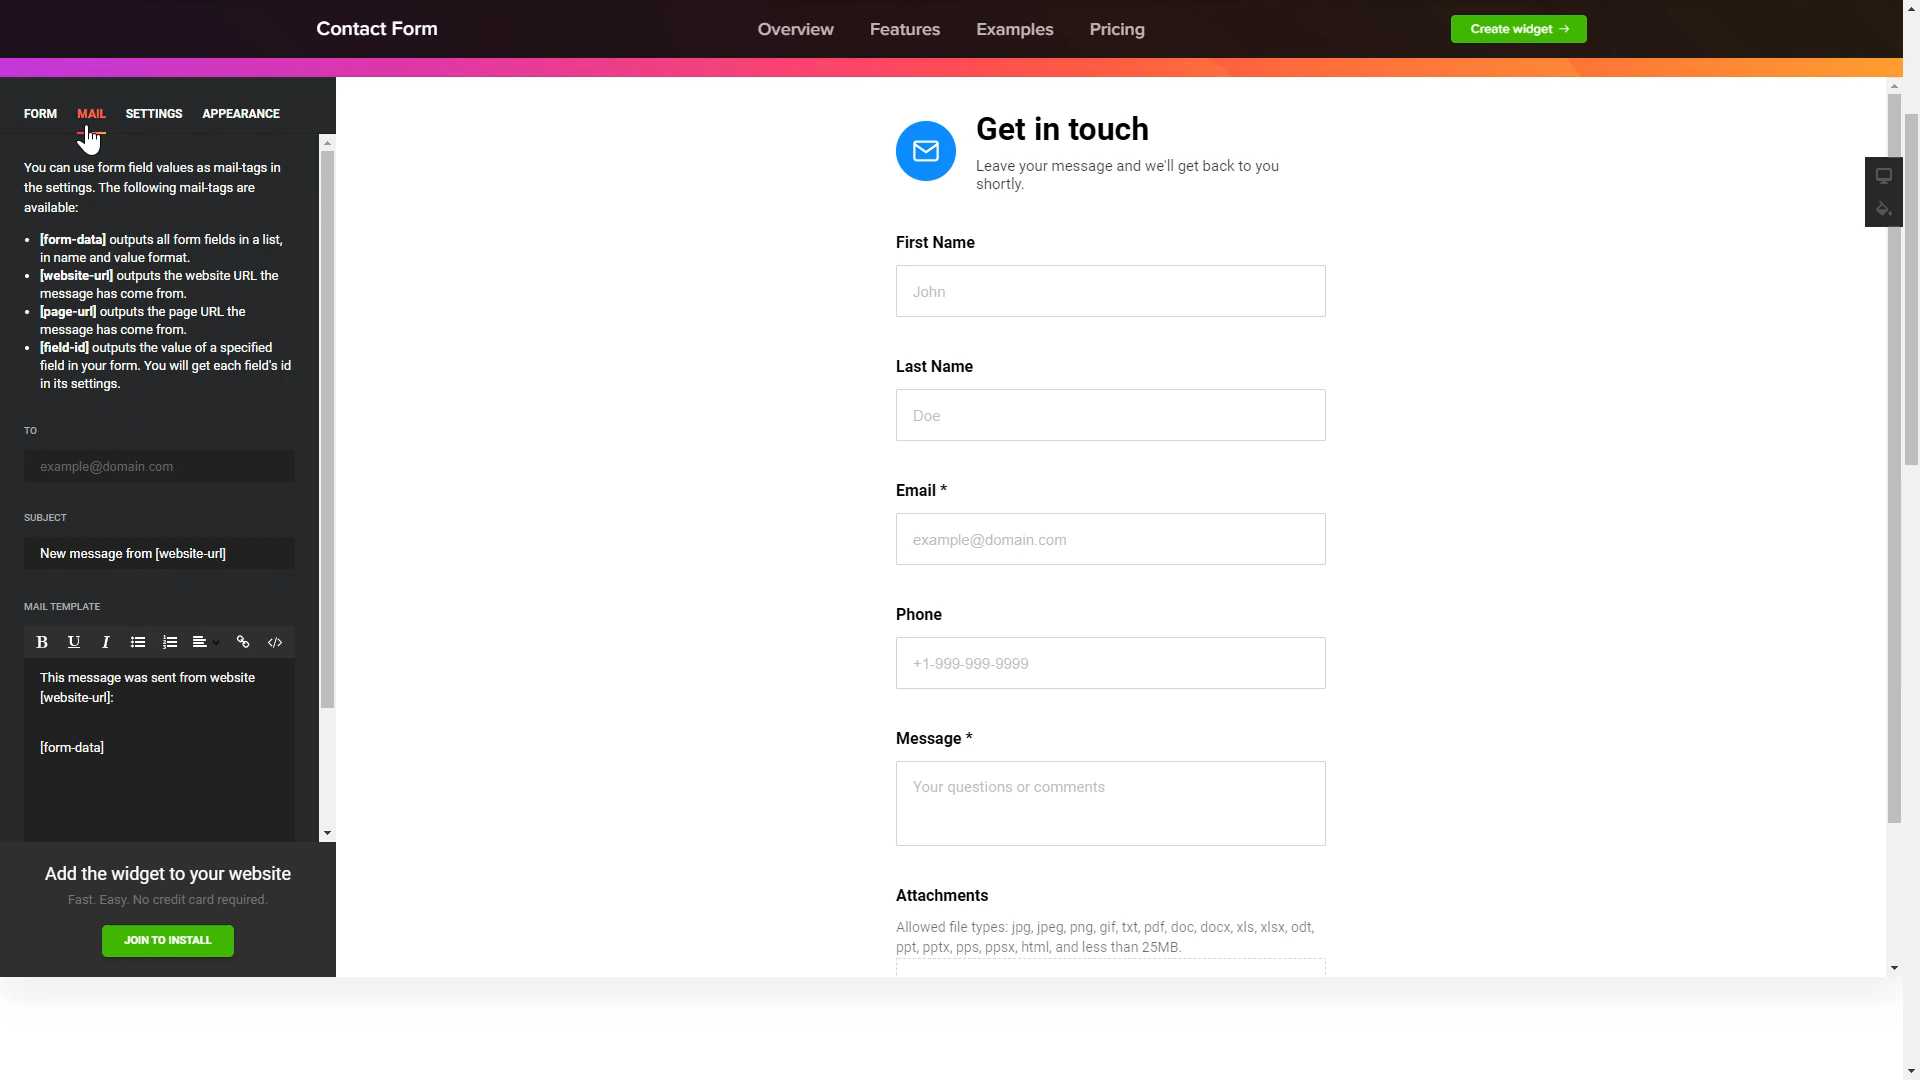 Contact Form
Overview
Features
Examples
Pricing
Create widget →
FORM
MAIL
SETTINGS
APPEARANCE
You can use form field values as mail-tags in
the settings. The following mail-tags are
available:
• [form-data] outputs all form fields in a list,
in name and value format.
• [website-url] outputs the website URL the
message has come from.
• [page-url] outputs the page URL the
message has come from.
• [field-id] outputs the value of a specified
field in your form. You will get each field's id
in its settings.
TO
example@domain.com
SUBJECT
New message from [website-url]
MAIL TEMPLATE
B U I
This message was sent from website
[website-url]:
[form-data]
Add the widget to your website
Fast. Easy. No credit card required.
JOIN TO INSTALL
Get in touch
Leave your message and we'll get back to you
shortly.
First Name
John
Last Name
Doe
Email *
example@domain.com
Phone
+1-999-999-9999
Message *
Your questions or comments
Attachments
Allowed file types: jpg, jpeg, png, gif, txt, pdf, doc, docx, xls, xlsx, odt,
ppt, pptx, pps, ppsx, html, and less than 25MB.